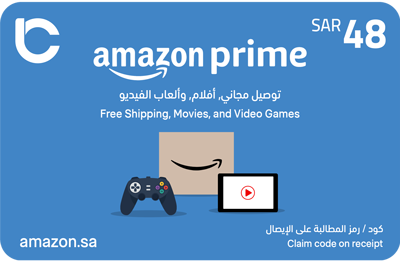 SAR 48
amazon prime
توصيل مجاني, أفلام, وألعاب الفيديو
Free Shipping, Movies, and Video Games
كود / رمز المطالبة على الإيصال
amazon.sa
Claim code on receipt